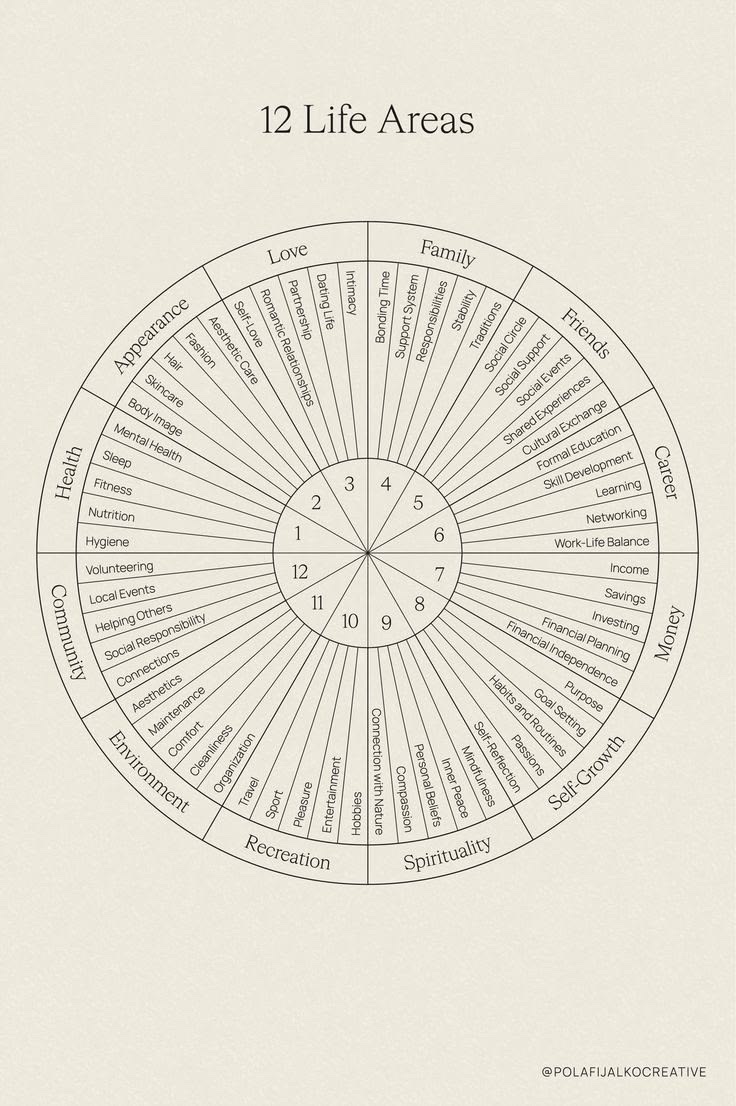 12 Life Areas
Health
Hygiene
Nutrition
Fitness
Sleep
Mental Health
Appearance
Body Image
Skincare
Hair
Fashion
Aesthetic Care
Love
Self-Love
Romantic Relationships
Partnership
Dating Life
Intimacy
Family
Bonding Time
Support System
Responsibilities
Stability
Traditions
Friends
Social Circle
Social Support
Social Events
Shared Experiences
Cultural Exchange
Career
Formal Education
Skill Development
Learning
Networking
Work-Life Balance
Money
Income
Savings
Investing
Financial Planning
Financial Independence
Self-Growth
Purpose
Goal Setting
Habits and Routines
Passions
Self-Reflection
Spirituality
Mindfulness
Inner Peace
Personal Beliefs
Compassion
Connection with Nature
Recreation
Hobbies
Entertainment
Pleasure
Sport
Travel
Environment
Organization
Cleanliness
Comfort
Maintenance
Aesthetics
Community
Connections
Social Responsibility
Helping Others
Local Events
Volunteering
1
2
3
4
5
6
7
8
9
10
11
12
@POLAFIJALKOCREATIVE